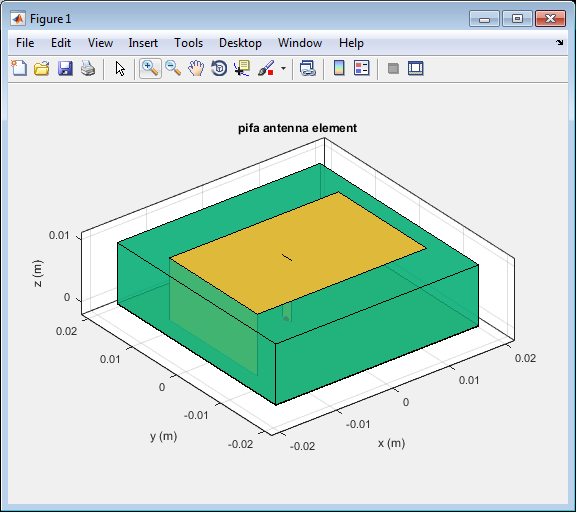 Figure 1
File Edit View Insert Tools Desktop Window Help
pifa antenna element
0.01
0
z (m)
0.02
0.01
0
-0.01
-0.02
y (m)
-0.02
-0.01
0
0.01
0.02
x (m)